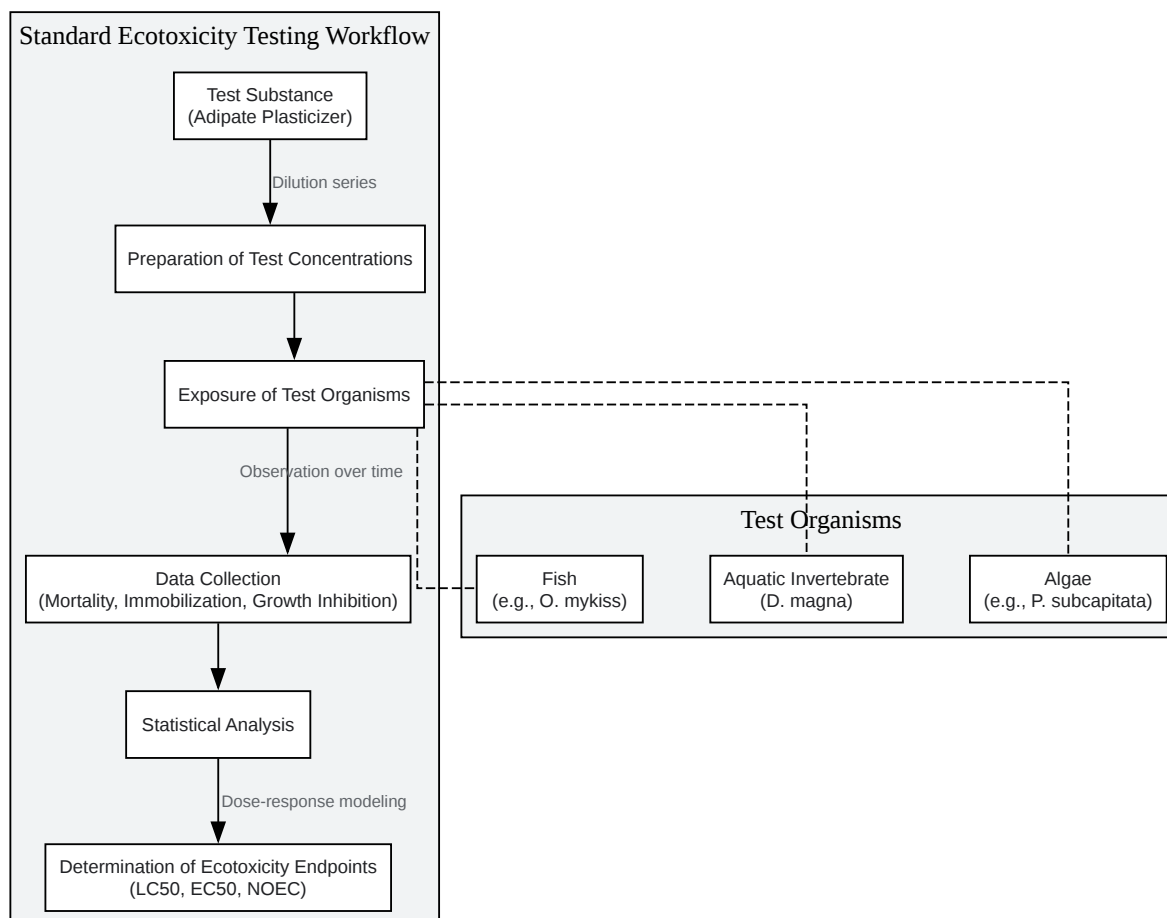 Standard Ecotoxicity Testing Workflow
Test Substance
(Adipate Plasticizer)
Dilution series
Preparation of Test Concentrations
Exposure of Test Organisms
Observation over time
Test Organisms
Fish
(e.g., O. mykiss)
Aquatic Invertebrate
(D. magna)
Algae
(e.g., P. subcapitata)
Data Collection
(Mortality, Immobilization, Growth Inhibition)
Statistical Analysis
Dose-response modeling
Determination of Ecotoxicity Endpoints
(LC50, EC50, NOEC)